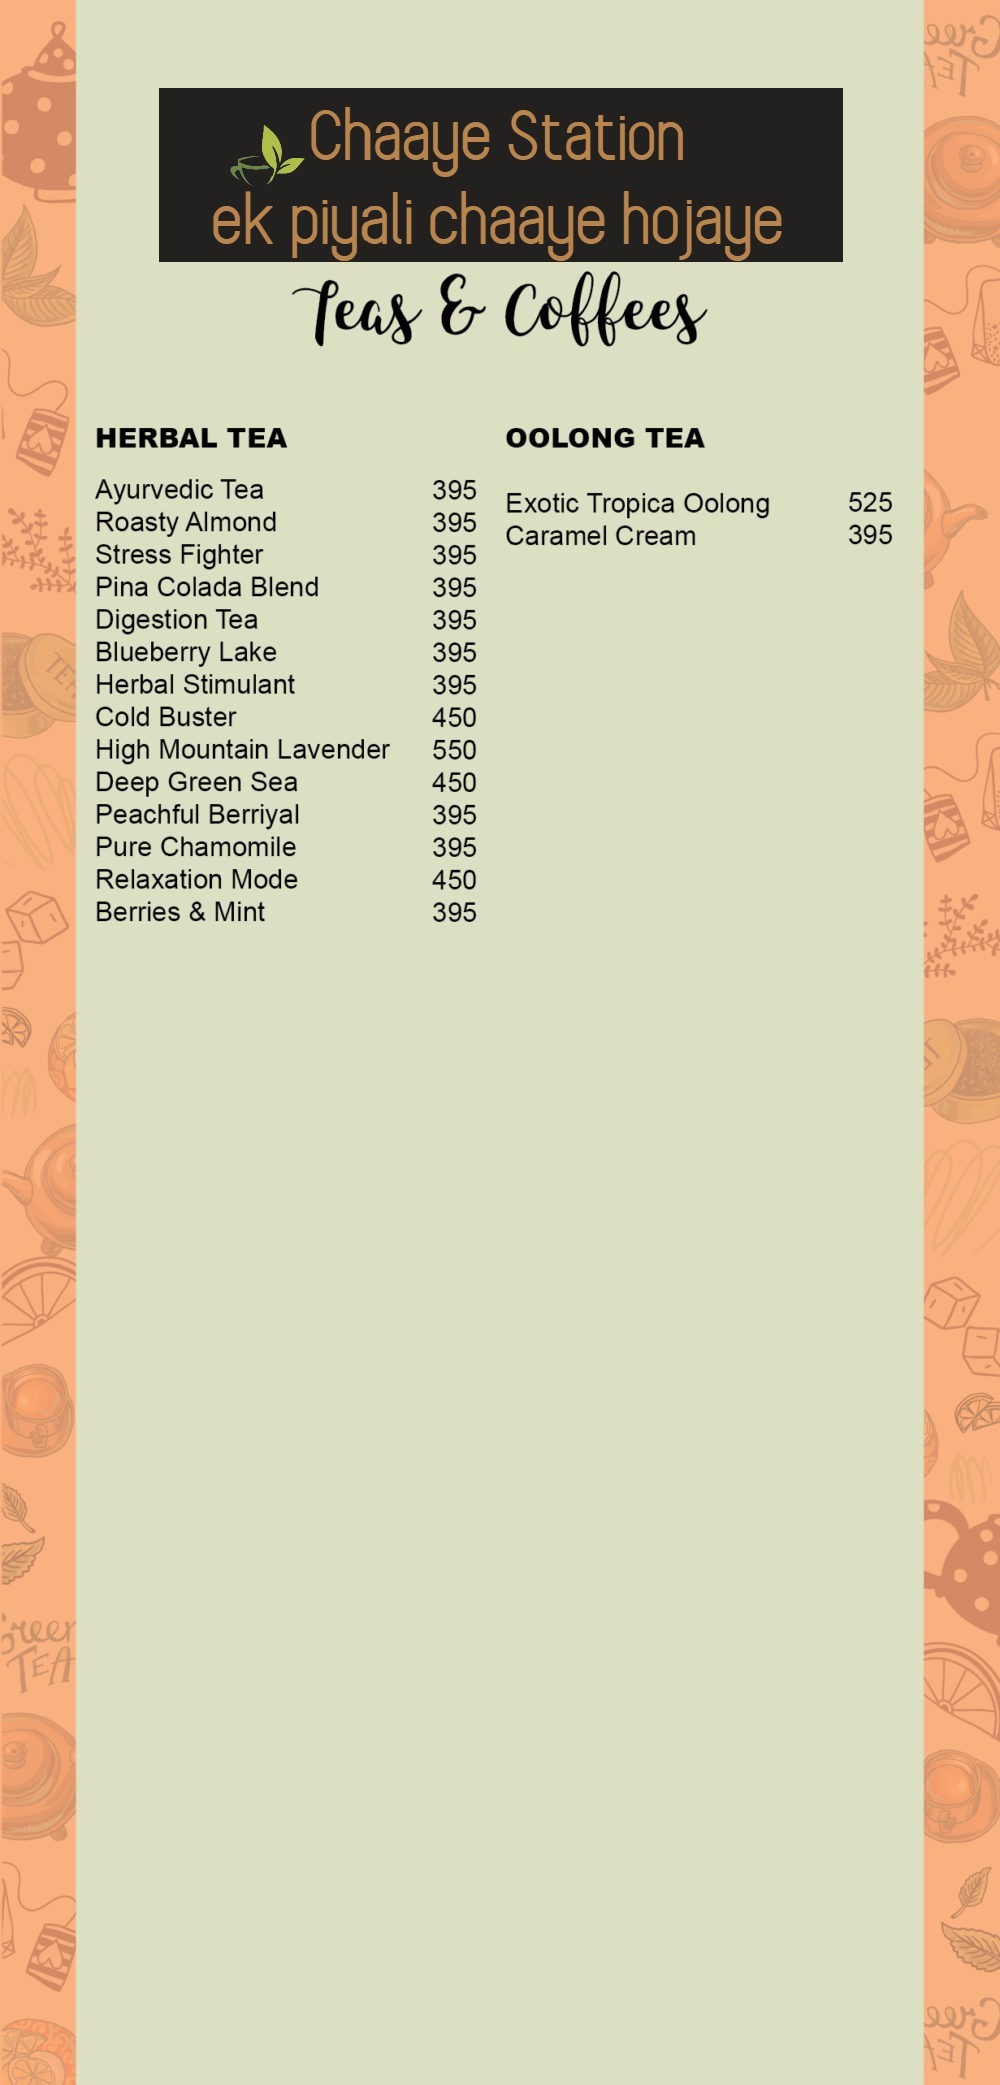 Chaaye Station
ek piyali chaaye hojaye
Teas & Coffees
HERBAL TEA
Ayurvedic Tea 395
Roasty Almond 395
Stress Fighter 395
Pina Colada Blend 395
Digestion Tea 395
Blueberry Lake 395
Herbal Stimulant 395
Cold Buster 450
High Mountain Lavender 550
Deep Green Sea 450
Peachful Berriyal 395
Pure Chamomile 395
Relaxation Mode 450
Berries & Mint 395
OOLONG TEA
Exotic Tropica Oolong 525
Caramel Cream 395
TEA
Green
TEA